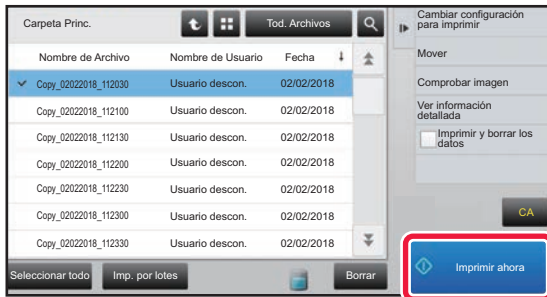 Carpeta Princ.
Tod. Archivos
Nombre de Archivo Nombre de Usuario Fecha
Copy_02022018_112030 Usuario descon. 02/02/2018
Copy_02022018_112100 Usuario descon. 02/02/2018
Copy_02022018_112130 Usuario descon. 02/02/2018
Copy_02022018_112200 Usuario descon. 02/02/2018
Copy_02022018_112230 Usuario descon. 02/02/2018
Copy_02022018_112300 Usuario descon. 02/02/2018
Copy_02022018_112330 Usuario descon. 02/02/2018
Seleccionar todo
Imp. por lotes
Borrar
Cambiar configuración
para imprimir
Mover
Comprobar imagen
Ver información
detallada
Imprimir y borrar los
datos
CA
Imprimir ahora